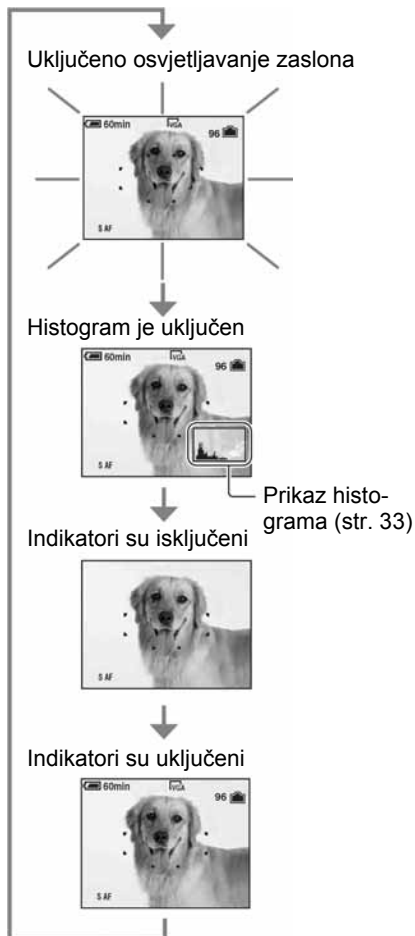 Uključeno osvjetljavanje zaslona
60min VGA 96
S AF
Histogram je uključen
60min VGA 96
S AF
Prikaz histo-
grama (str. 33)
Indikatori su isključeni
S AF
Indikatori su uključeni
60min VGA 96
S AF